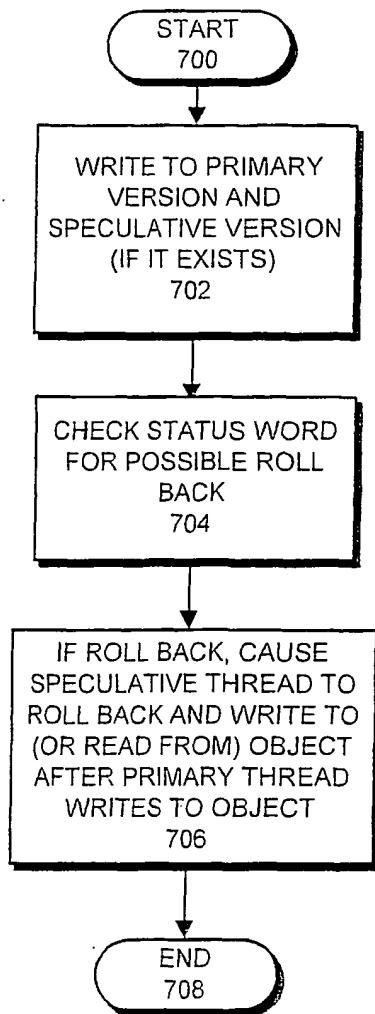 START
700
WRITE TO PRIMARY
VERSION AND
SPECULATIVE VERSION
(IF IT EXISTS)
702
CHECK STATUS WORD
FOR POSSIBLE ROLL
BACK
704
IF ROLL BACK, CAUSE
SPECULATIVE THREAD TO
ROLL BACK AND WRITE TO
(OR READ FROM) OBJECT
AFTER PRIMARY THREAD
WRITES TO OBJECT
706
END
708